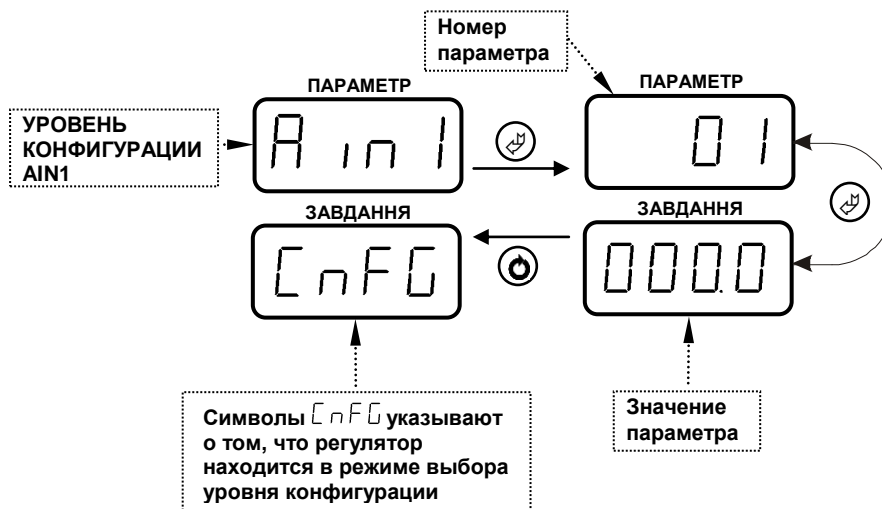 Номер
параметра
ПАРАМЕТР
ПАРАМЕТР
УРОВЕНЬ
КОНФИГУРАЦИИ
AIN1
A in1
01
ЗАВДАННЯ
ЗАВДАННЯ
CnFG
000.0
Символы CnFG указывают
о том, что регулятор
находится в режиме выбора
уровня конфигурации
Значение
параметра